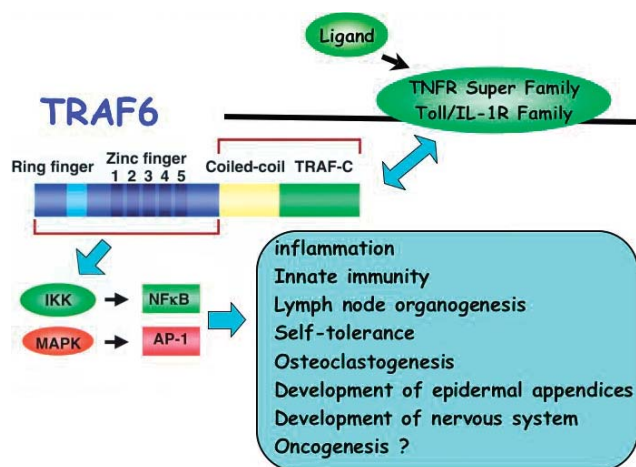 Ligand
TNFR Super Family
Toll/IL-1R Family
TRAF6
Ring finger
Zinc finger
1 2 3 4 5
Coiled-coil
TRAF-C
IKK
NFκB
MAPK
AP-1
inflammation
Innate immunity
Lymph node organogenesis
Self-tolerance
Osteoclastogenesis
Development of epidermal appendices
Development of nervous system
Oncogenesis ?